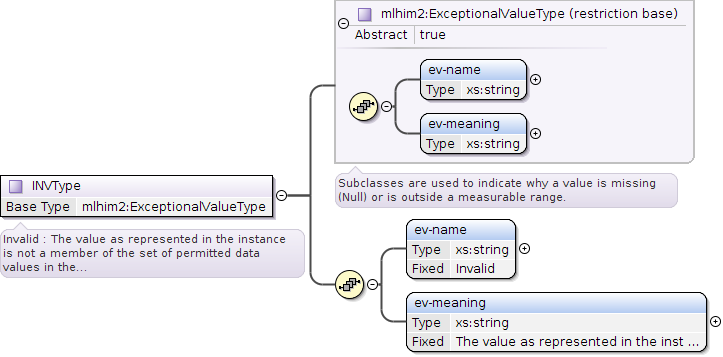 mlhim2:ExceptionalValueType (restriction base)
Abstract true
ev-name
Type xs:string
ev-meaning
Type xs:string
Subclasses are used to indicate why a value is missing
(Null) or is outside a measurable range.
INVType
Base Type mlhim2:ExceptionalValueType
Invalid : The value as represented in the instance
is not a member of the set of permitted data
values in the...
ev-name
Type xs:string
Fixed Invalid
ev-meaning
Type xs:string
Fixed The value as represented in the inst ...